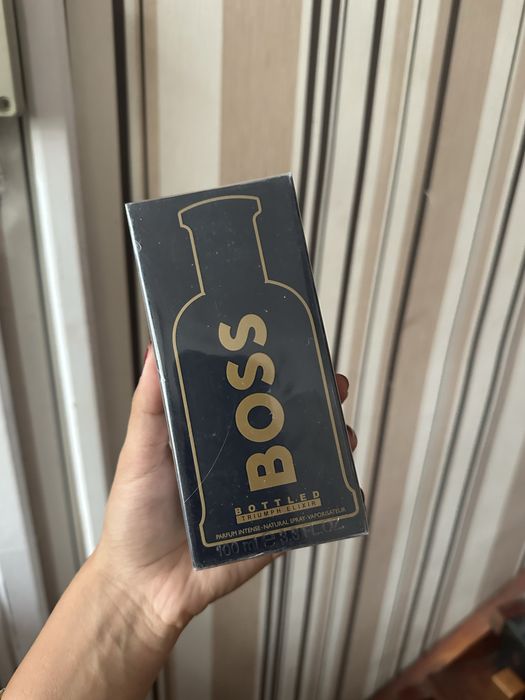 BOSS
BOTTLED
TRIUMPH ELIXIR
PARFUM INTENSE-NATURAL SPRAY-VAPORISATEUR
100 ml e 3.3 FL.OZ.